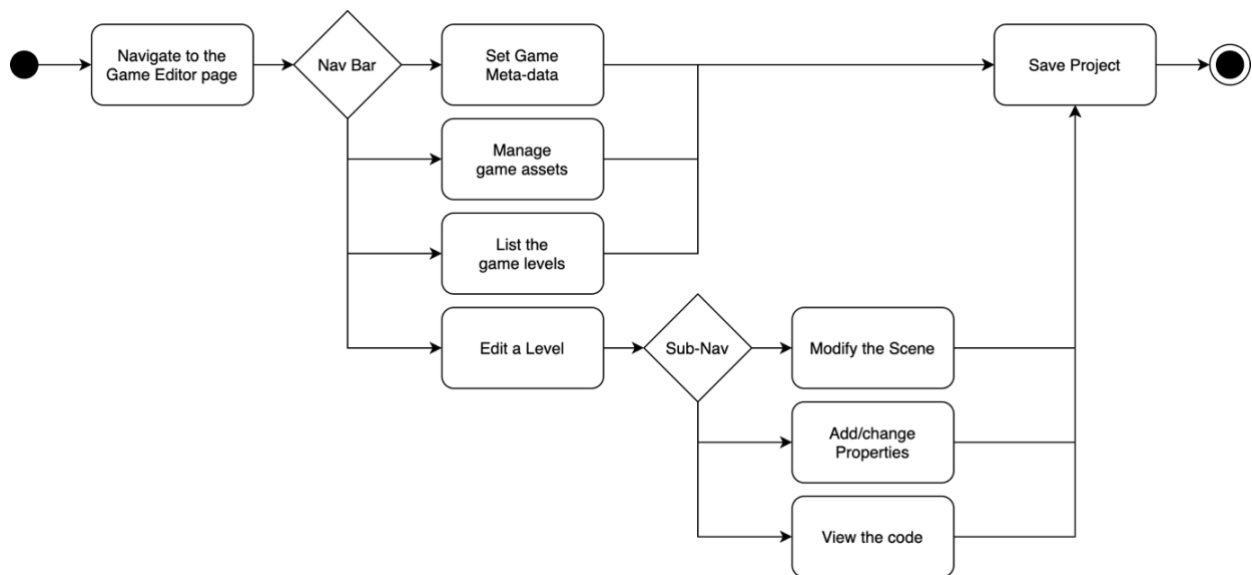 Navigate to the
Game Editor page
Nav Bar
Set Game
Meta-data
Save Project
Manage
game assets
List the
game levels
Edit a Level
Sub-Nav
Modify the Scene
Add/change
Properties
View the code